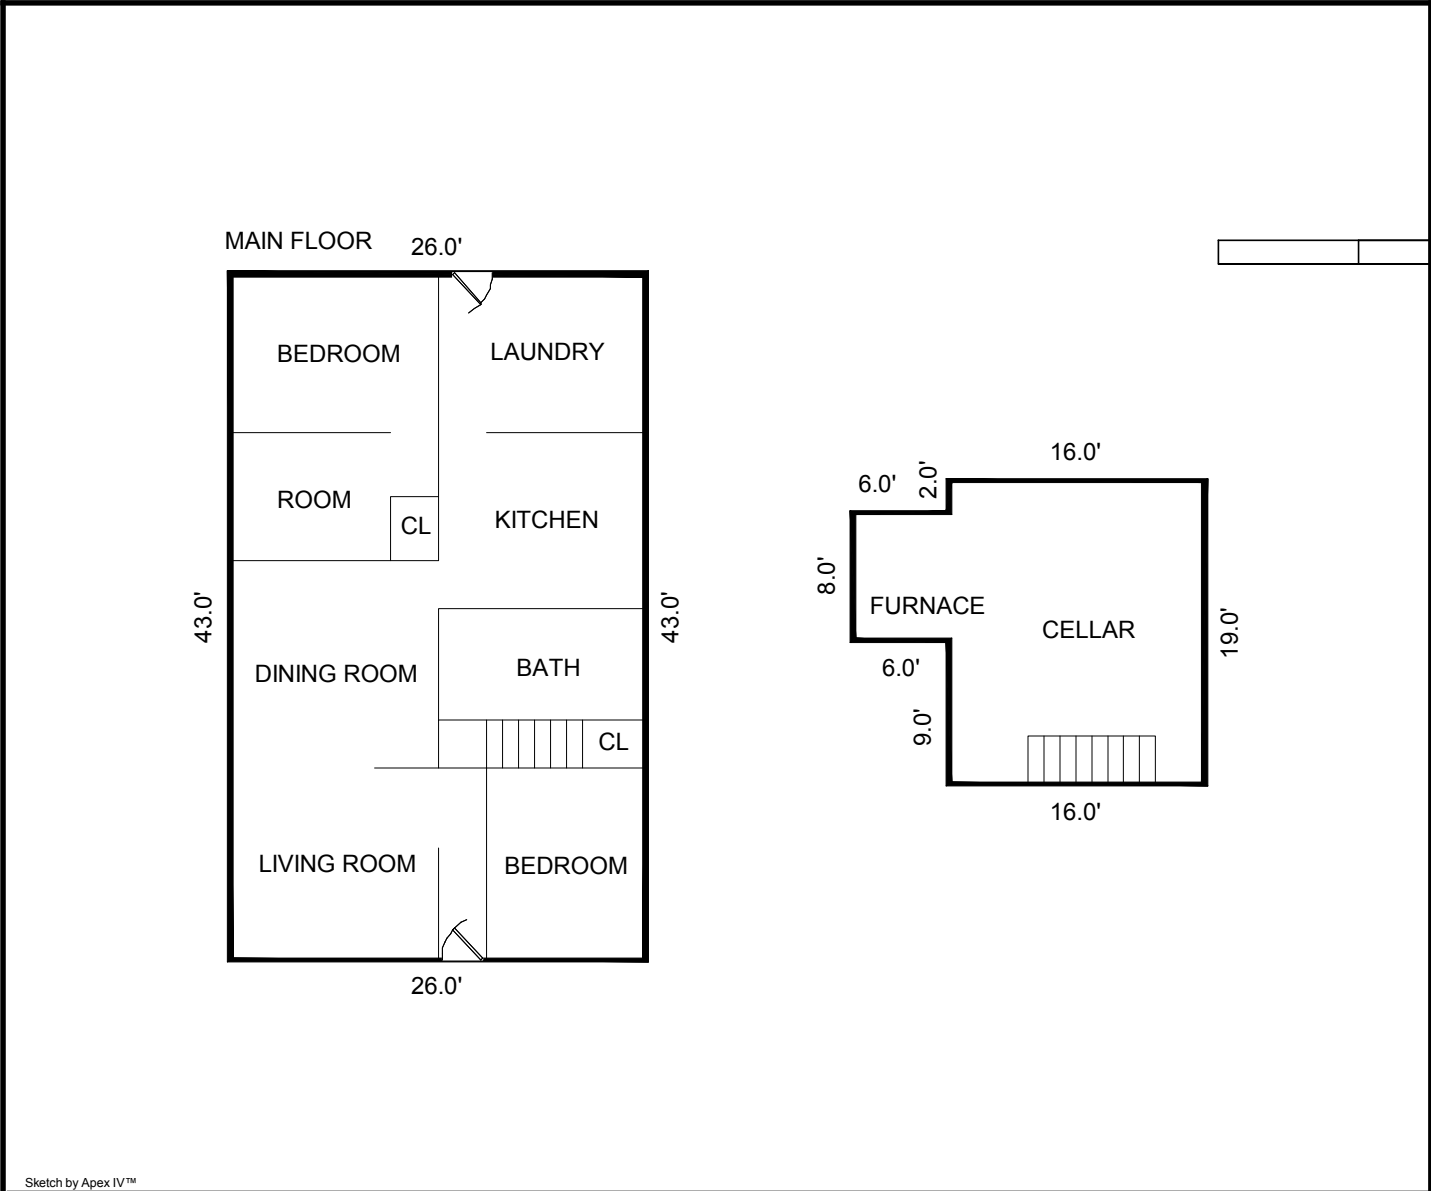 MAIN FLOOR
26.0'
BEDROOM
LAUNDRY
ROOM
CL
KITCHEN
43.0'
43.0'
DINING ROOM
BATH
CL
LIVING ROOM
BEDROOM
26.0'
16.0'
6.0'
2.0'
8.0'
FURNACE
CELLAR
19.0'
6.0'
9.0'
16.0'
Sketch by Apex IV™